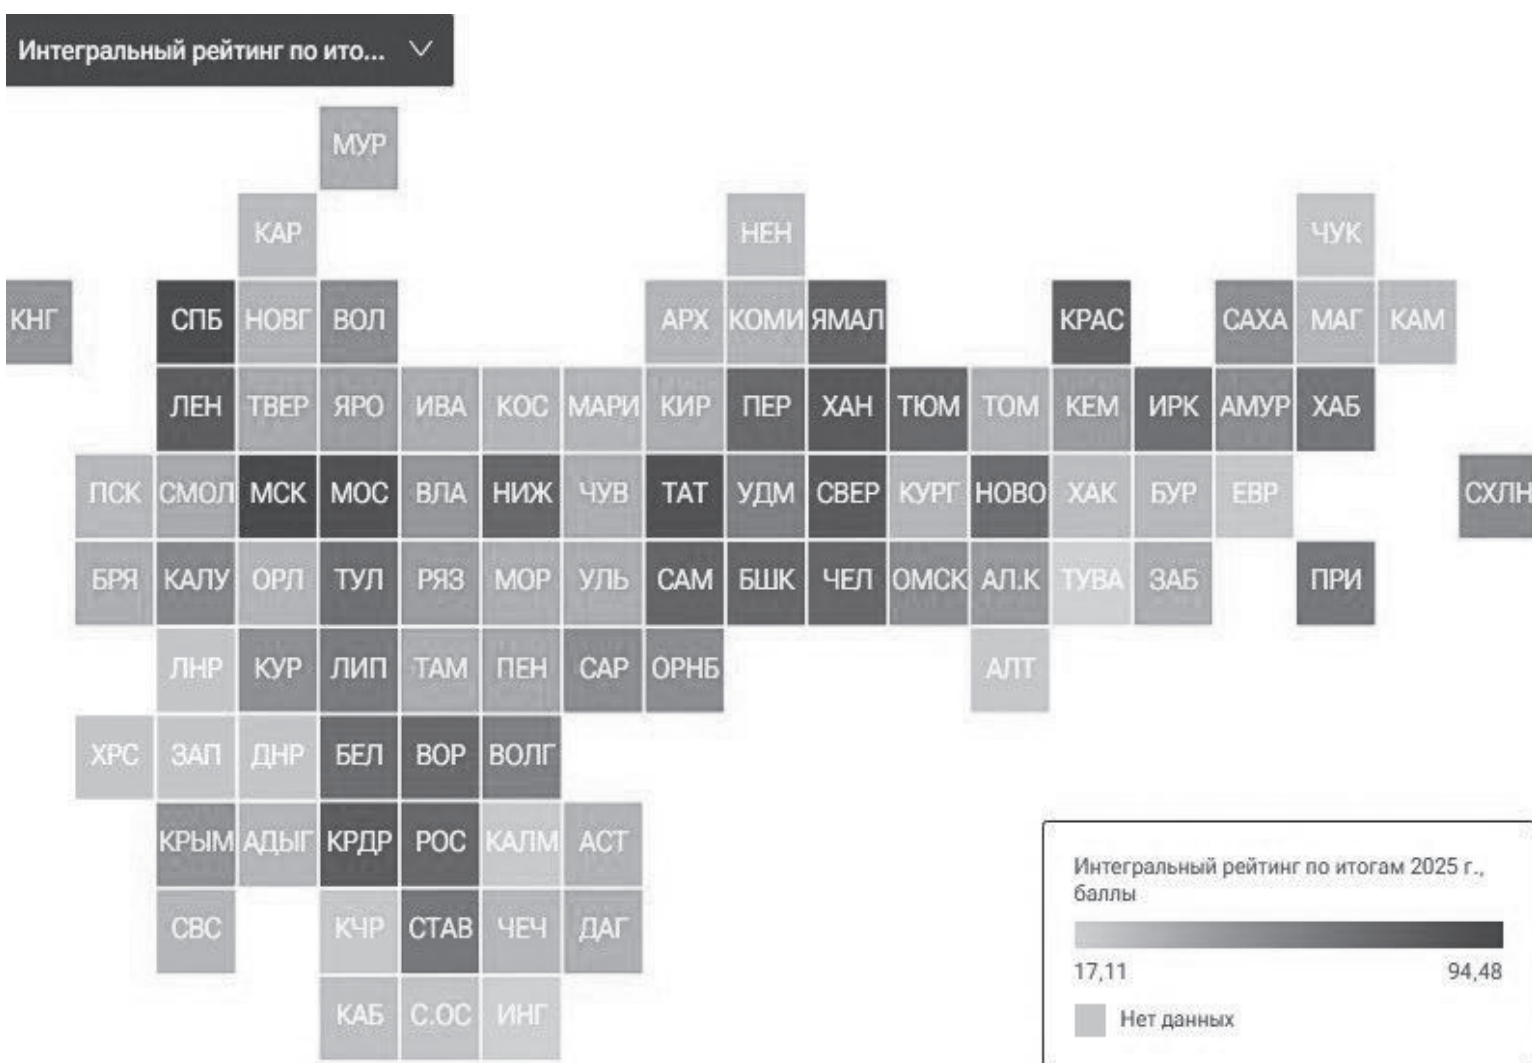 Интегральный рейтинг по ито...
МУР
КАР НЕН ЧУК
КНГ СПБ НОВГ ВОЛ АРХ КОМИ ЯМАЛ КРАС САХА МАГ КАМ
ЛЕН ТВЕР ЯРО ИВА КОС МАРИ КИР ПЕР ХАН ТЮМ ТОМ КЕМ ИРК АМУР ХАБ
ПСК СМОЛ МСК МОС ВЛА НИЖ ЧУВ ТАТ УДМ СВЕР КУРГ НОВО ХАК БУР ЕВР СХЛН
БРЯ КАЛУ ОРЛ ТУЛ РЯЗ МОР УЛЬ САМ БШК ЧЕЛ ОМСК АЛ.К ТУВА ЗАБ ПРИ
ЛНР КУР ЛИП ТАМ ПЕН САР ОРНБ АЛТ
ХРС ЗАП ДНР БЕЛ ВОР ВОЛГ
КРЫМ АДЫГ КРДР РОС КАЛМ АСТ
СВС КЧР СТАВ ЧЕЧ ДАГ
КАБ С.ОС ИНГ
Интегральный рейтинг по итогам 2025 г.,
баллы
17,11 94,48
Нет данных